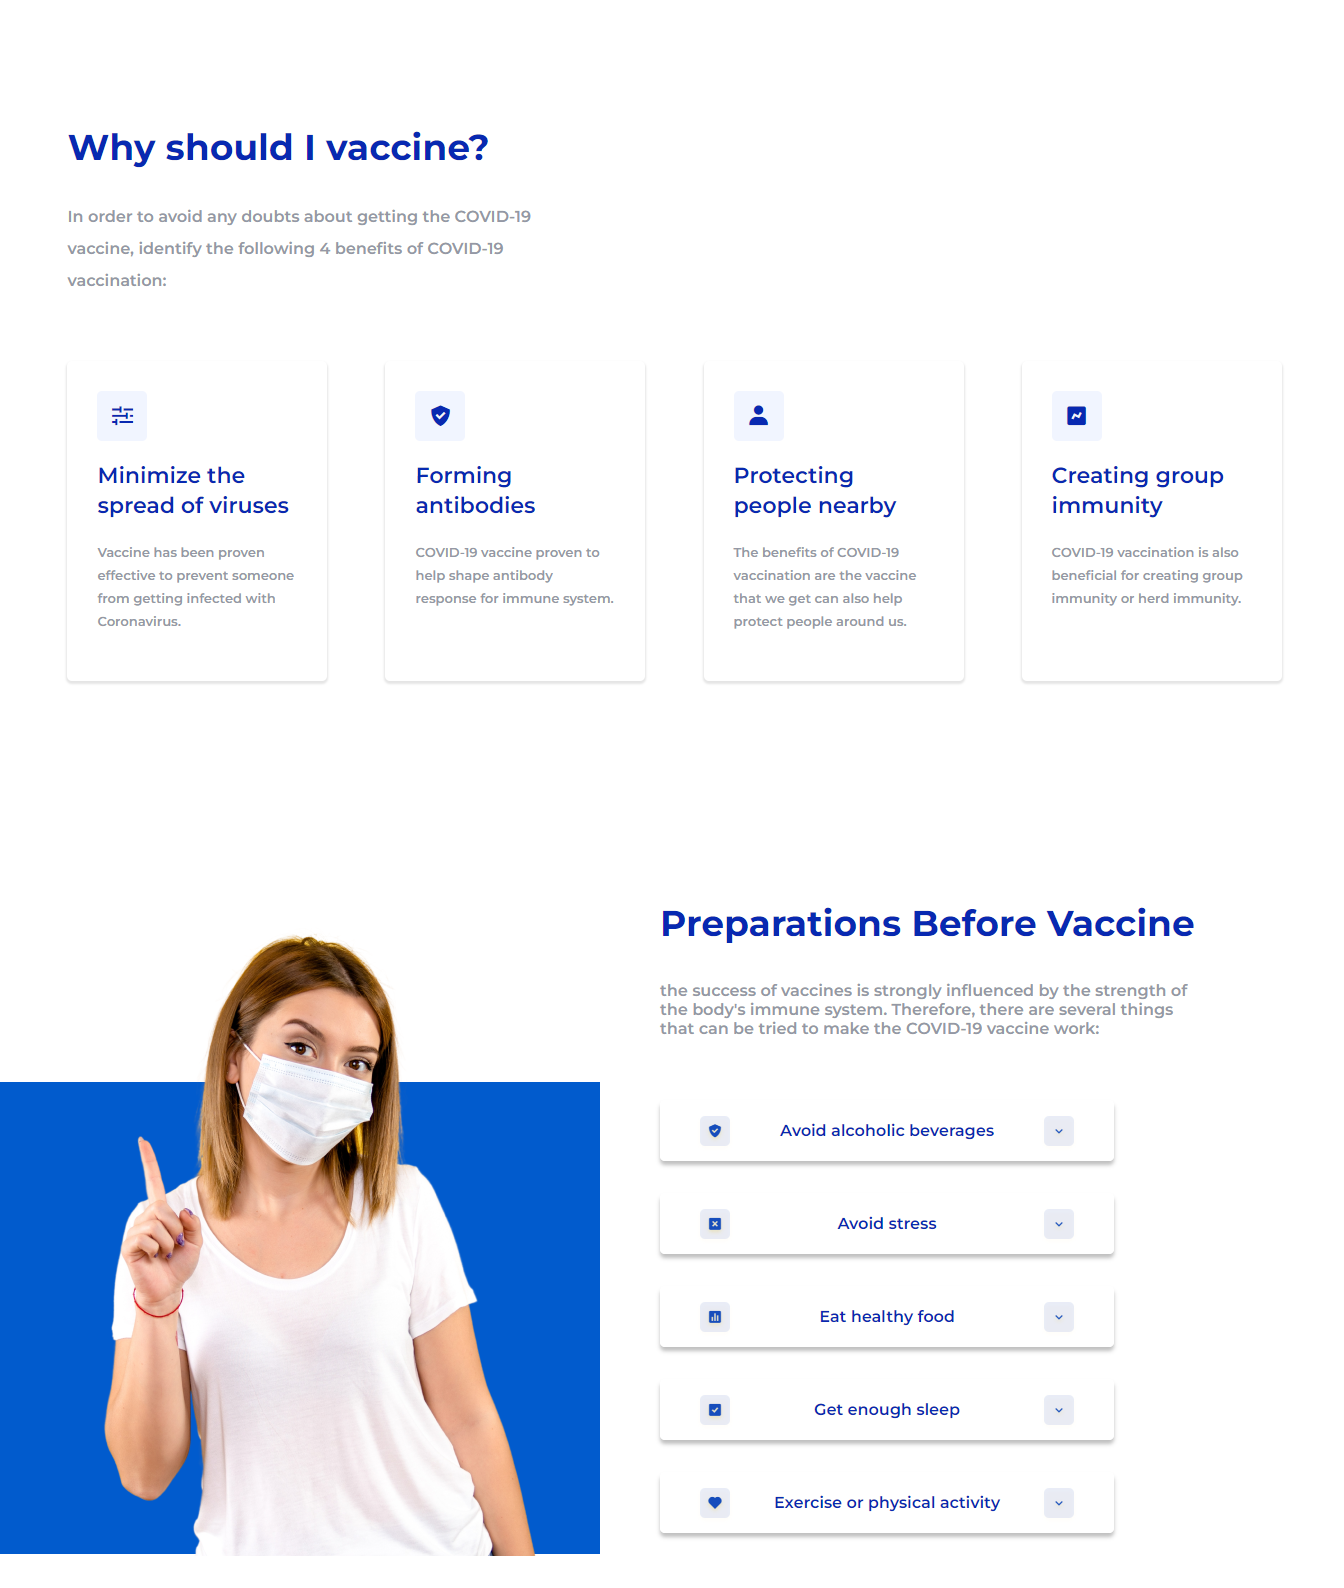 Why should I vaccine?
In order to avoid any doubts about getting the COVID-19
vaccine, identify the following 4 benefits of COVID-19
vaccination:
Minimize the
spread of viruses
Vaccine has been proven
effective to prevent someone
from getting infected with
Coronavirus.
Forming
antibodies
COVID-19 vaccine proven to
help shape antibody
response for immune system.
Protecting
people nearby
The benefits of COVID-19
vaccination are the vaccine
that we get can also help
protect people around us.
Creating group
immunity
COVID-19 vaccination is also
beneficial for creating group
immunity or herd immunity.
Preparations Before Vaccine
the success of vaccines is strongly influenced by the strength of
the body's immune system. Therefore, there are several things
that can be tried to make the COVID-19 vaccine work:
Avoid alcoholic beverages
Avoid stress
Eat healthy food
Get enough sleep
Exercise or physical activity